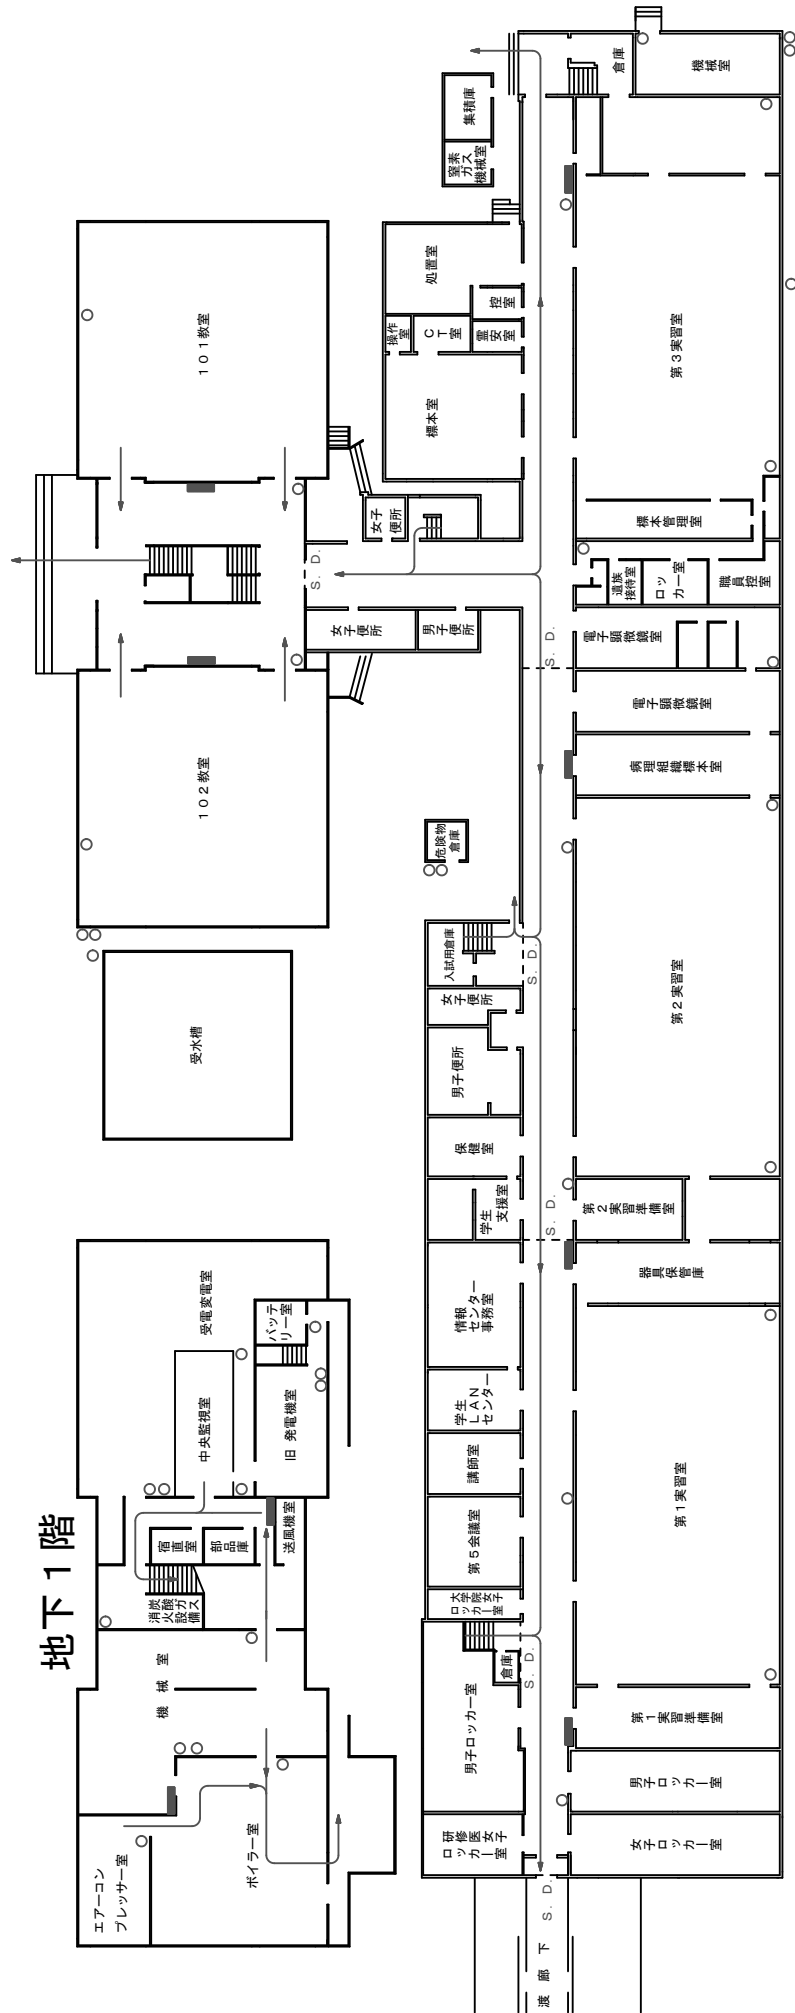 地下１階
エアーコン
プレッサー室
ボイラー室
機械室
消炭
火酸
設ガ
備ス
宿直
室
部品
庫
送風機室
中央監視室
受電変電室
旧 発電機室
バッテ
リー室
受水槽
１０２教室
１０１教室
女子便所
男子便所
女子
便所
S. D.
危険物
倉庫
標本室
操作
室
ＣＴ
室
霊安室
控室
処置室
窒素
ガス
機械室
集積庫
渡廊下
S. D.
研修医女子
ロッカー室
男子ロッカー室
倉庫
S. D.
大学院女子
ロッカー室
第５会議室
講師室
学生
ＬＡＮ
センター
情報
センター
事務室
学生
支援室
S. D.
保健室
男子便所
女子便所
入試用倉庫
S. D.
S. D.
女子ロッカー室
男子ロッカー室
第１実習準備室
第１実習室
器具保管庫
第２実習準備室
第２実習室
病理組織標本室
電子顕微鏡室
電子顕微鏡室
遺族
接待室
ロッカー室
職員
控室
標本管理室
第３実習室
倉庫
機械室